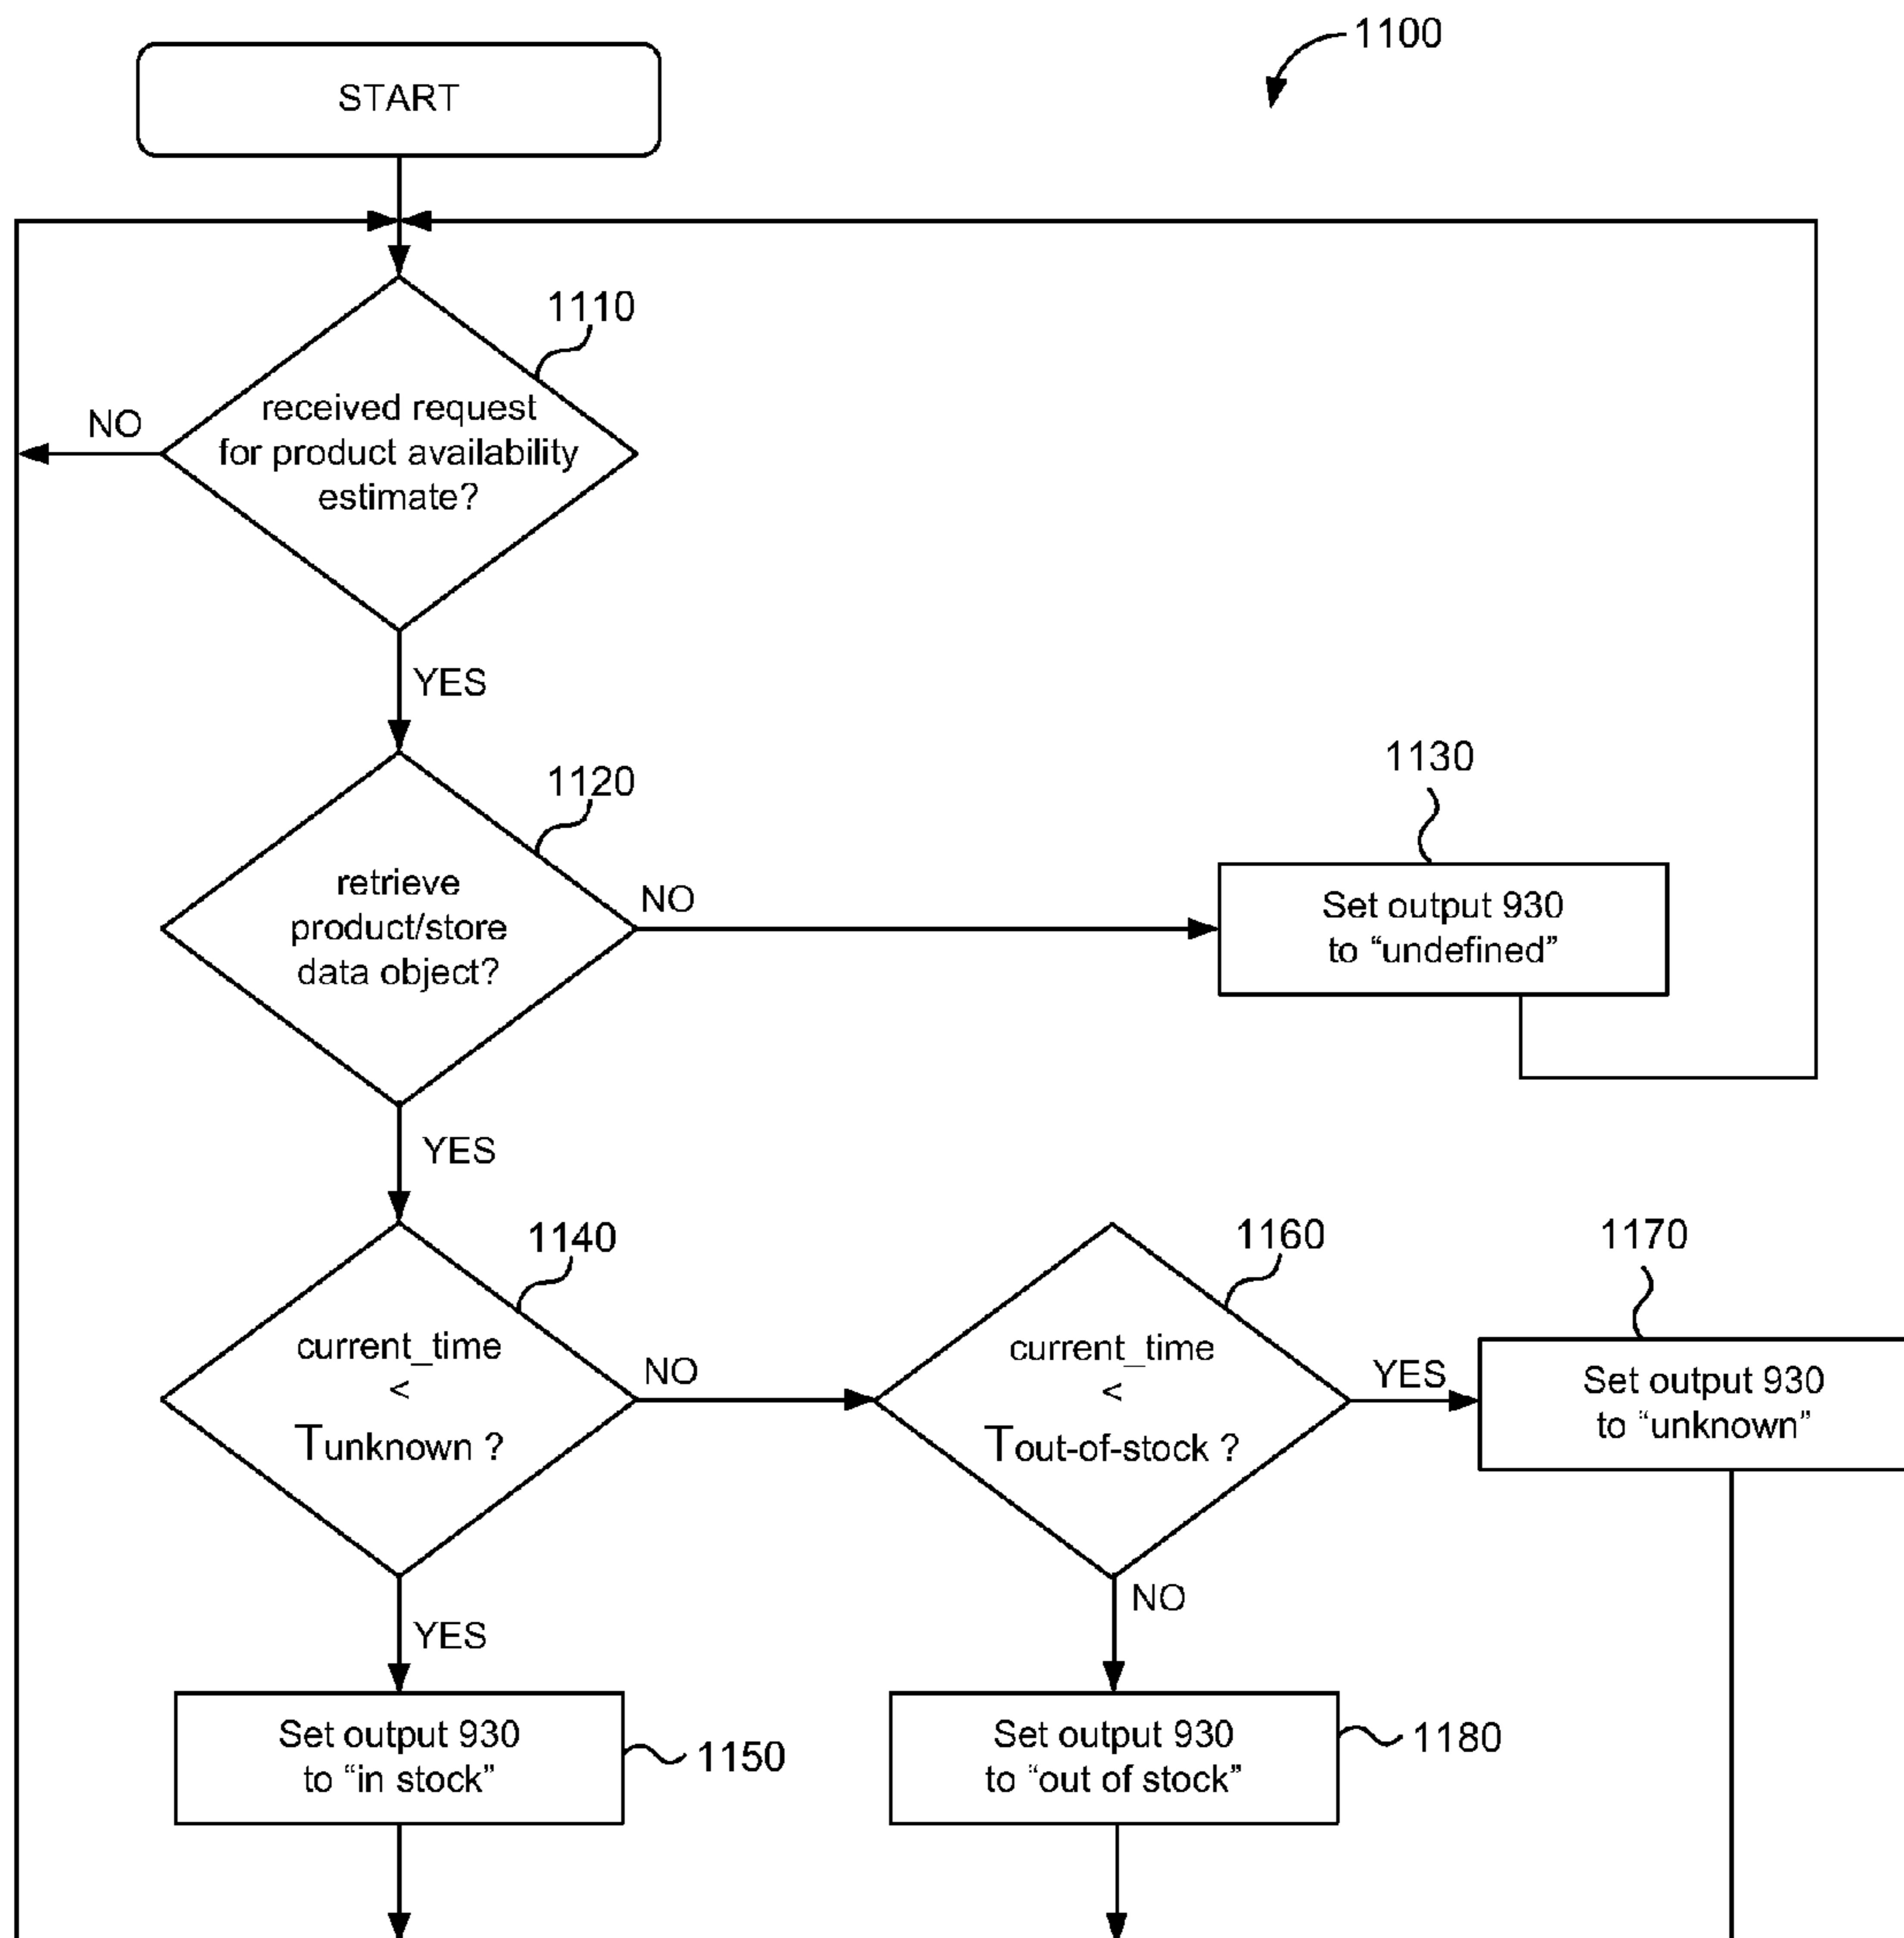 1100
START
1110
received request
for product availability
estimate?
NO
YES
1120
retrieve
product/store
data object?
NO
1130
Set output 930
to “undefined”
YES
1140
current_time
<
Tunknown ?
NO
1160
current_time
<
Tout-of-stock ?
YES
1170
Set output 930
to “unknown”
YES
NO
Set output 930
to “in stock”
1150
Set output 930
to “out of stock”
1180